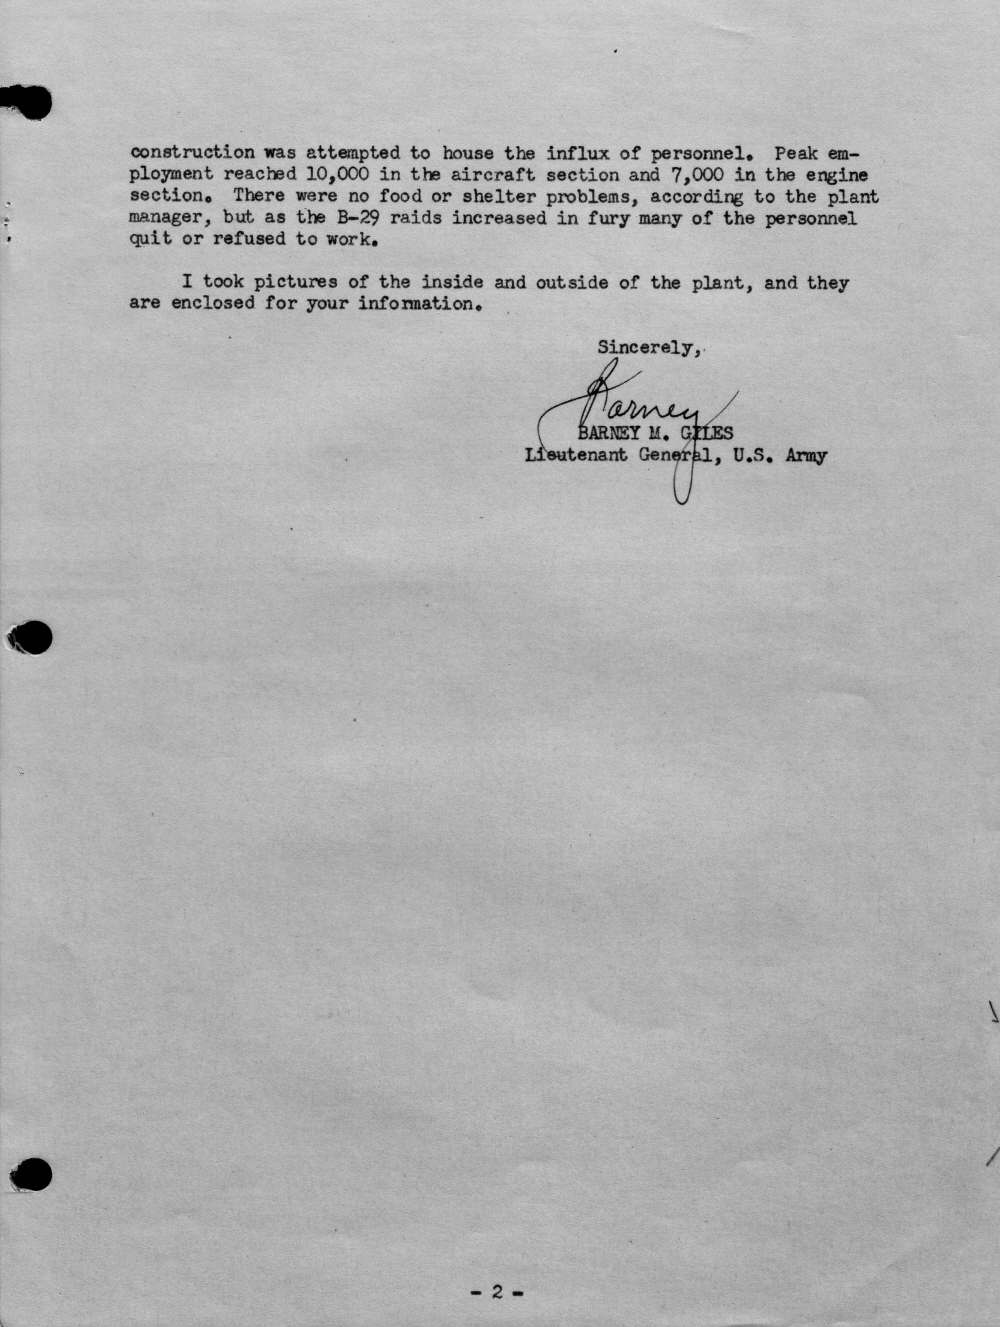 construction was attempted to house the influx of personnel. Peak em-
ployment reached 10,000 in the aircraft section and 7,000 in the engine
section. There were no food or shelter problems, according to the plant
manager, but as the B-29 raids increased in fury many of the personnel
quit or refused to work.
I took pictures of the inside and outside of the plant, and they
are enclosed for your information.
Sincerely,
Barney
BARNEY M. GILES
Lieutenant General, U.S. Army
- 2 -